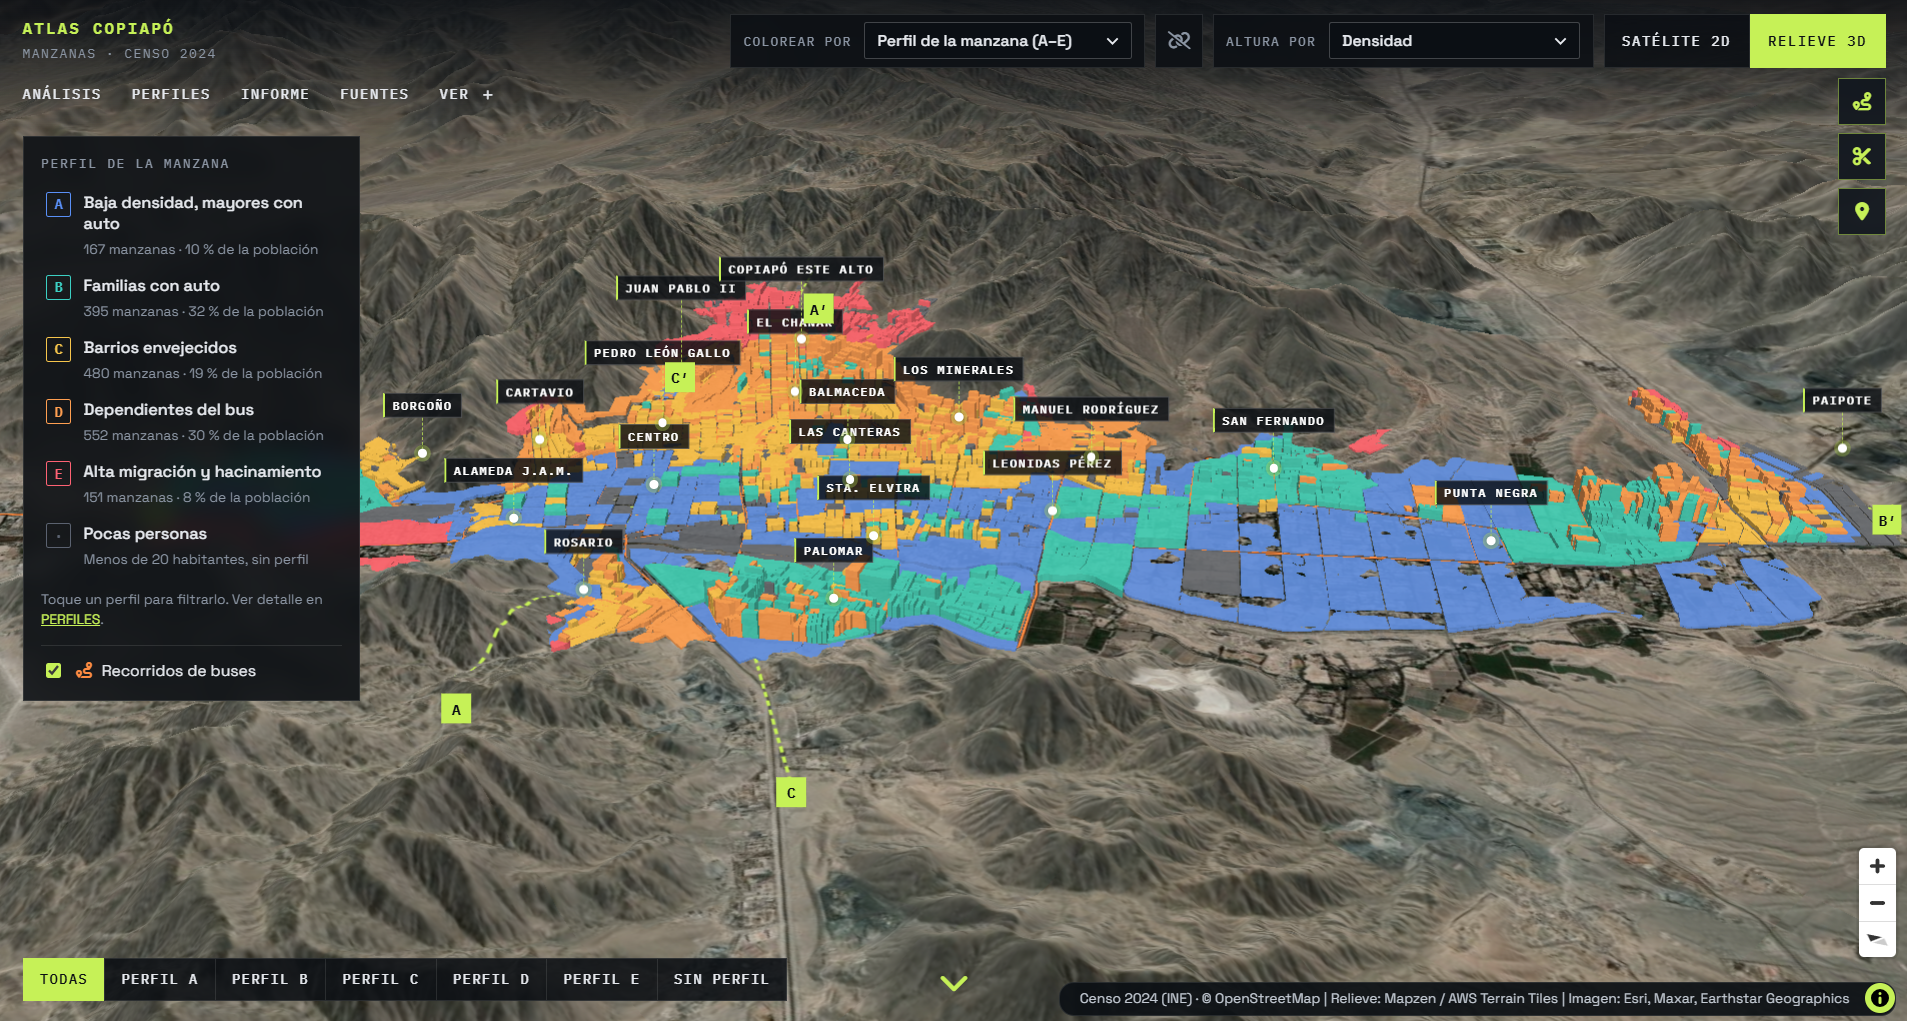 ATLAS COPIAPÓ
MANZANAS · CENSO 2024
COLOREAR POR
Perfil de la manzana (A–E)
ALTURA POR
Densidad
SATÉLITE 2D
RELIEVE 3D
ANÁLISIS
PERFILES
INFORME
FUENTES
VER +
PERFIL DE LA MANZANA
A
Baja densidad, mayores con
auto
167 manzanas · 10 % de la población
B
Familias con auto
395 manzanas · 32 % de la población
C
Barrios envejecidos
480 manzanas · 19 % de la población
D
Dependientes del bus
552 manzanas · 30 % de la población
E
Alta migración y hacinamiento
151 manzanas · 8 % de la población
Pocas personas
Menos de 20 habitantes, sin perfil
Toque un perfil para filtrarlo. Ver detalle en
PERFILES.
Recorridos de buses
COPIAPÓ ESTE ALTO
JUAN PABLO II
A′
EL CHAÑAR
PEDRO LEÓN GALLO
C′
LOS MINERALES
CARTAVIO
BALMACEDA
BORGOÑO
MANUEL RODRÍGUEZ
SAN FERNANDO
PAIPOTE
CENTRO
LAS CANTERAS
ALAMEDA J.A.M.
LEONIDAS PÉREZ
STA. ELVIRA
PUNTA NEGRA
B′
ROSARIO
PALOMAR
A
C
TODAS
PERFIL A
PERFIL B
PERFIL C
PERFIL D
PERFIL E
SIN PERFIL
Censo 2024 (INE) · © OpenStreetMap | Relieve: Mapzen / AWS Terrain Tiles | Imagen: Esri, Maxar, Earthstar Geographics